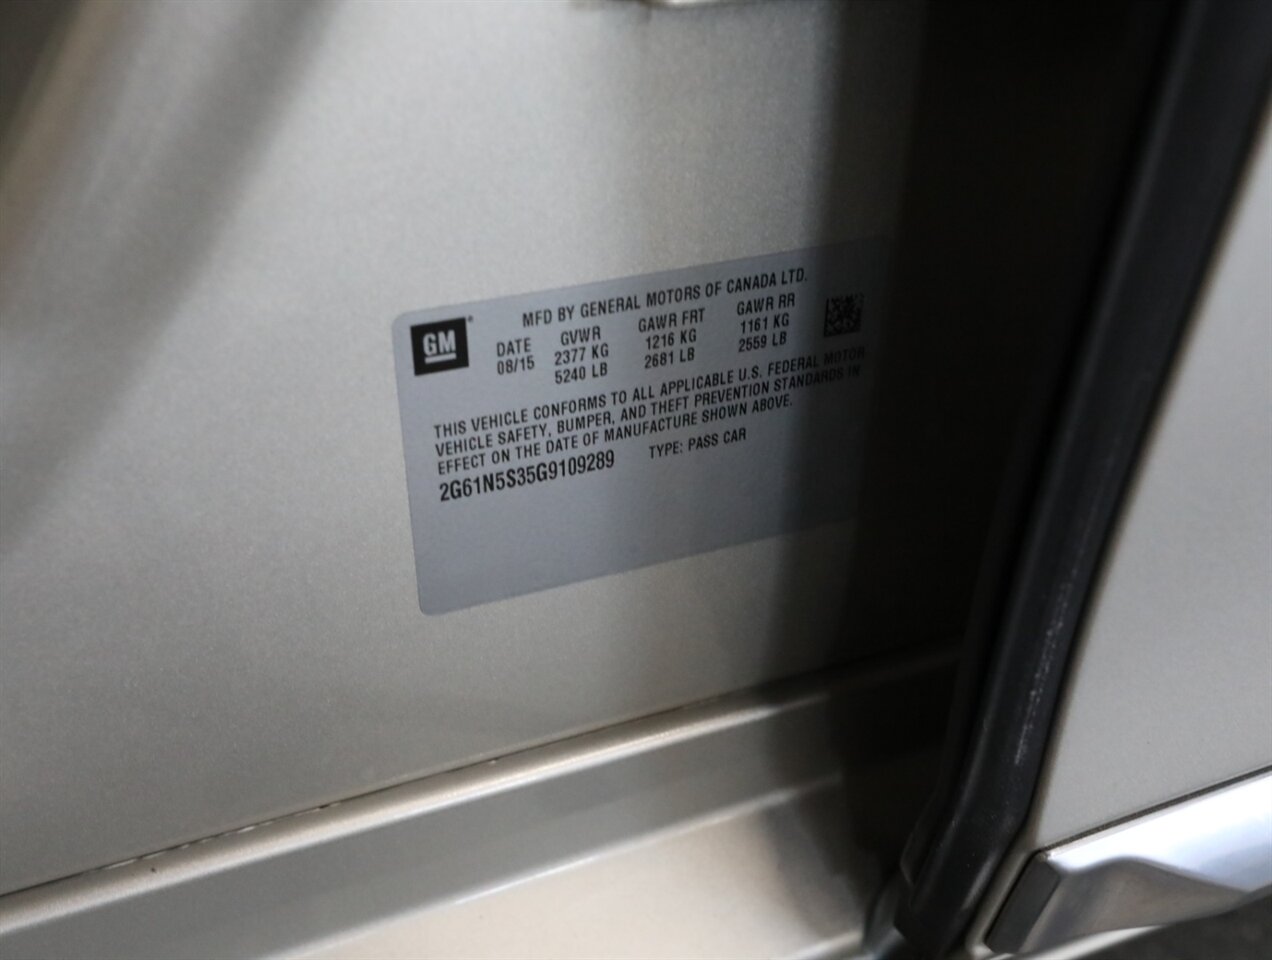 MFD BY GENERAL MOTORS OF CANADA LTD.
GM®
DATE GVWR GAWR FRT GAWR RR
08/15 2377 KG 1216 KG 1161 KG
5240 LB 2681 LB 2559 LB
THIS VEHICLE CONFORMS TO ALL APPLICABLE U.S. FEDERAL MOTOR
VEHICLE SAFETY, BUMPER, AND THEFT PREVENTION STANDARDS IN
EFFECT ON THE DATE OF MANUFACTURE SHOWN ABOVE.
2G61N5S35G9109289 TYPE: PASS CAR